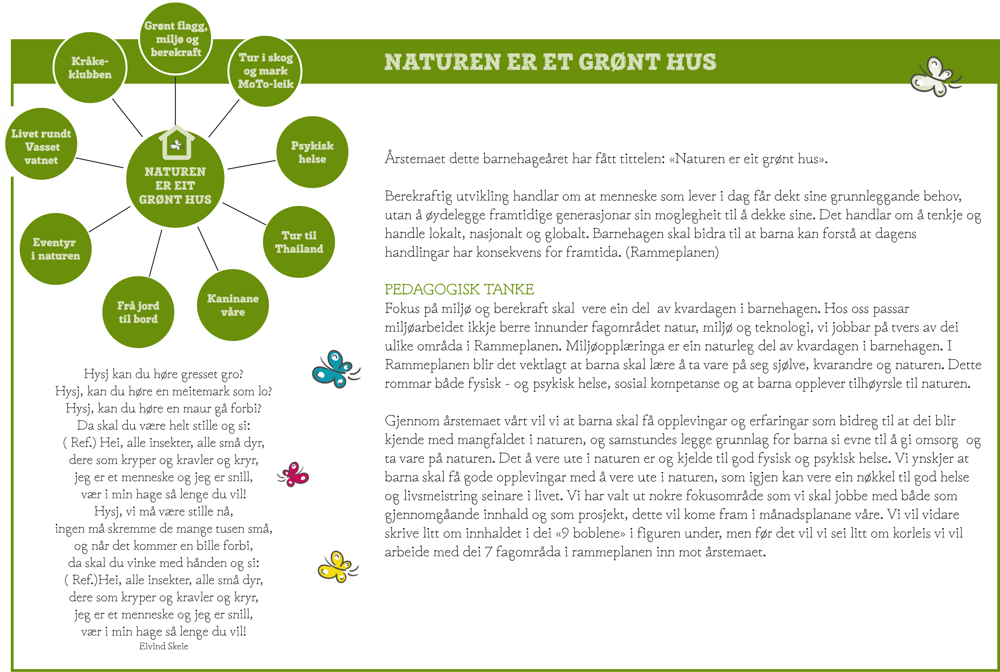 Grønt flagg,
miljø og
berekraft
Kråke-
klubben
Tur i skog
og mark
MoTo-leik
Livet rundt
Vasset
vatnet
Psykisk
helse
NATUREN
ER EIT
GRØNT HUS
Eventyr
i naturen
Tur til
Thailand
Frå jord
til bord
Kaninane
våre
Hysj kan du høre gresset gro?
Hysj, kan du høre en meitemark som lo?
Hysj, kan du høre en maur gå forbi?
Da skal du være helt stille og si:
( Ref.) Hei, alle insekter, alle små dyr,
dere som kryper og kravler og kryr,
jeg er et menneske og jeg er snill,
vær i min hage så lenge du vil!
Hysj, vi må være stille nå,
ingen må skremme de mange tusen små,
og når det kommer en bille forbi,
da skal du vinke med hånden og si:
( Ref.)Hei, alle insekter, alle små dyr,
dere som kryper og kravler og kryr,
jeg er et menneske og jeg er snill,
vær i min hage så lenge du vil!
Eivind Skeie
NATUREN ER ET GRØNT HUS
Årstemaet dette barnehageåret har fått tittelen: «Naturen er eit grønt hus».
Berekraftig utvikling handlar om at menneske som lever i dag får dekt sine grunnleggande behov,
utan å øydelegge framtidige generasjonar sin moglegheit til å dekke sine. Det handlar om å tenkje og
handle lokalt, nasjonalt og globalt. Barnehagen skal bidra til at barna kan forstå at dagens
handlingar har konsekvens for framtida. (Rammeplanen)
PEDAGOGISK TANKE
Fokus på miljø og berekraft skal  vere ein del  av kvardagen i barnehagen. Hos oss passar
miljøarbeidet ikkje berre innunder fagområdet natur, miljø og teknologi, vi jobbar på tvers av dei
ulike områda i Rammeplanen. Miljøopplæringa er ein naturleg del av kvardagen i barnehagen. I
Rammeplanen blir det vektlagt at barna skal lære å ta vare på seg sjølve, kvarandre og naturen. Dette
rommar både fysisk - og psykisk helse, sosial kompetanse og at barna opplever tilhøyrsle til naturen.
Gjennom årstemaet vårt vil vi at barna skal få opplevingar og erfaringar som bidreg til at dei blir
kjende med mangfaldet i naturen, og samstundes legge grunnlag for barna si evne til å gi omsorg  og
ta vare på naturen. Det å vere ute i naturen er og kjelde til god fysisk og psykisk helse. Vi ynskjer at
barna skal få gode opplevingar med å vere ute i naturen, som igjen kan vere ein nøkkel til god helse
og livsmeistring seinare i livet. Vi har valt ut nokre fokusområde som vi skal jobbe med både som
gjennomgåande innhald og som prosjekt, dette vil kome fram i månadsplanane våre. Vi vil vidare
skrive litt om innhaldet i dei «9 boblene» i figuren under, men før det vil vi sei litt om korleis vi vil
arbeide med dei 7 fagområda i rammeplanen inn mot årstemaet.